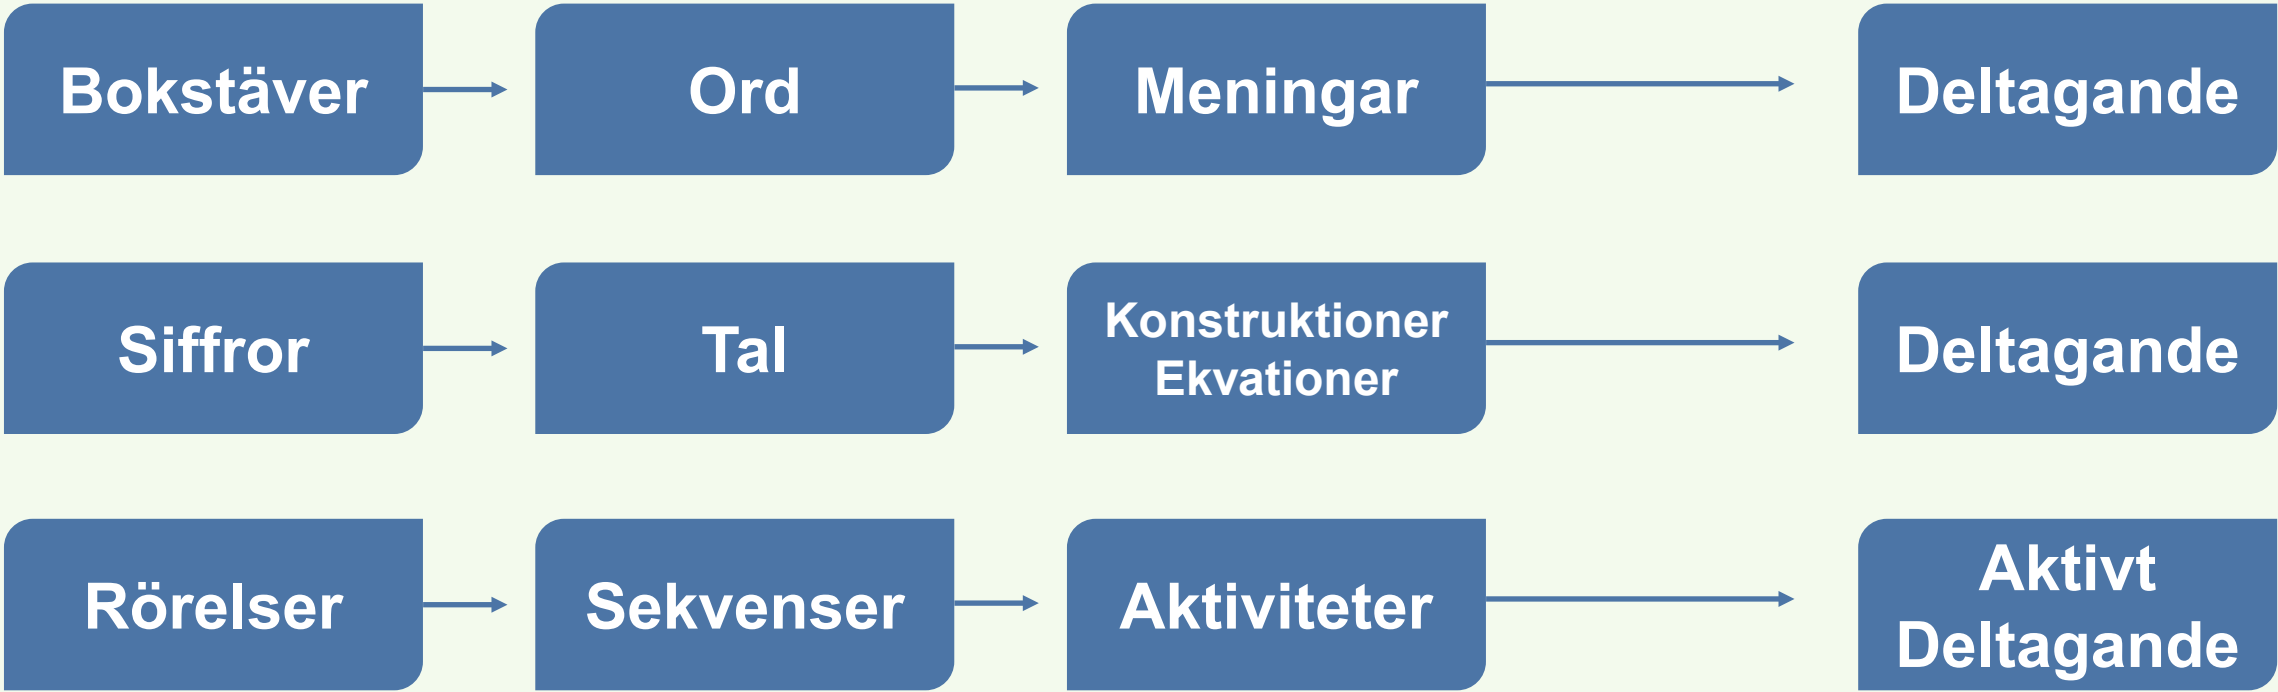 Bokstäver
Ord
Meningar
Deltagande
Siffror
Tal
Konstruktioner
Ekvationer
Deltagande
Rörelser
Sekvenser
Aktiviteter
Aktivt
Deltagande